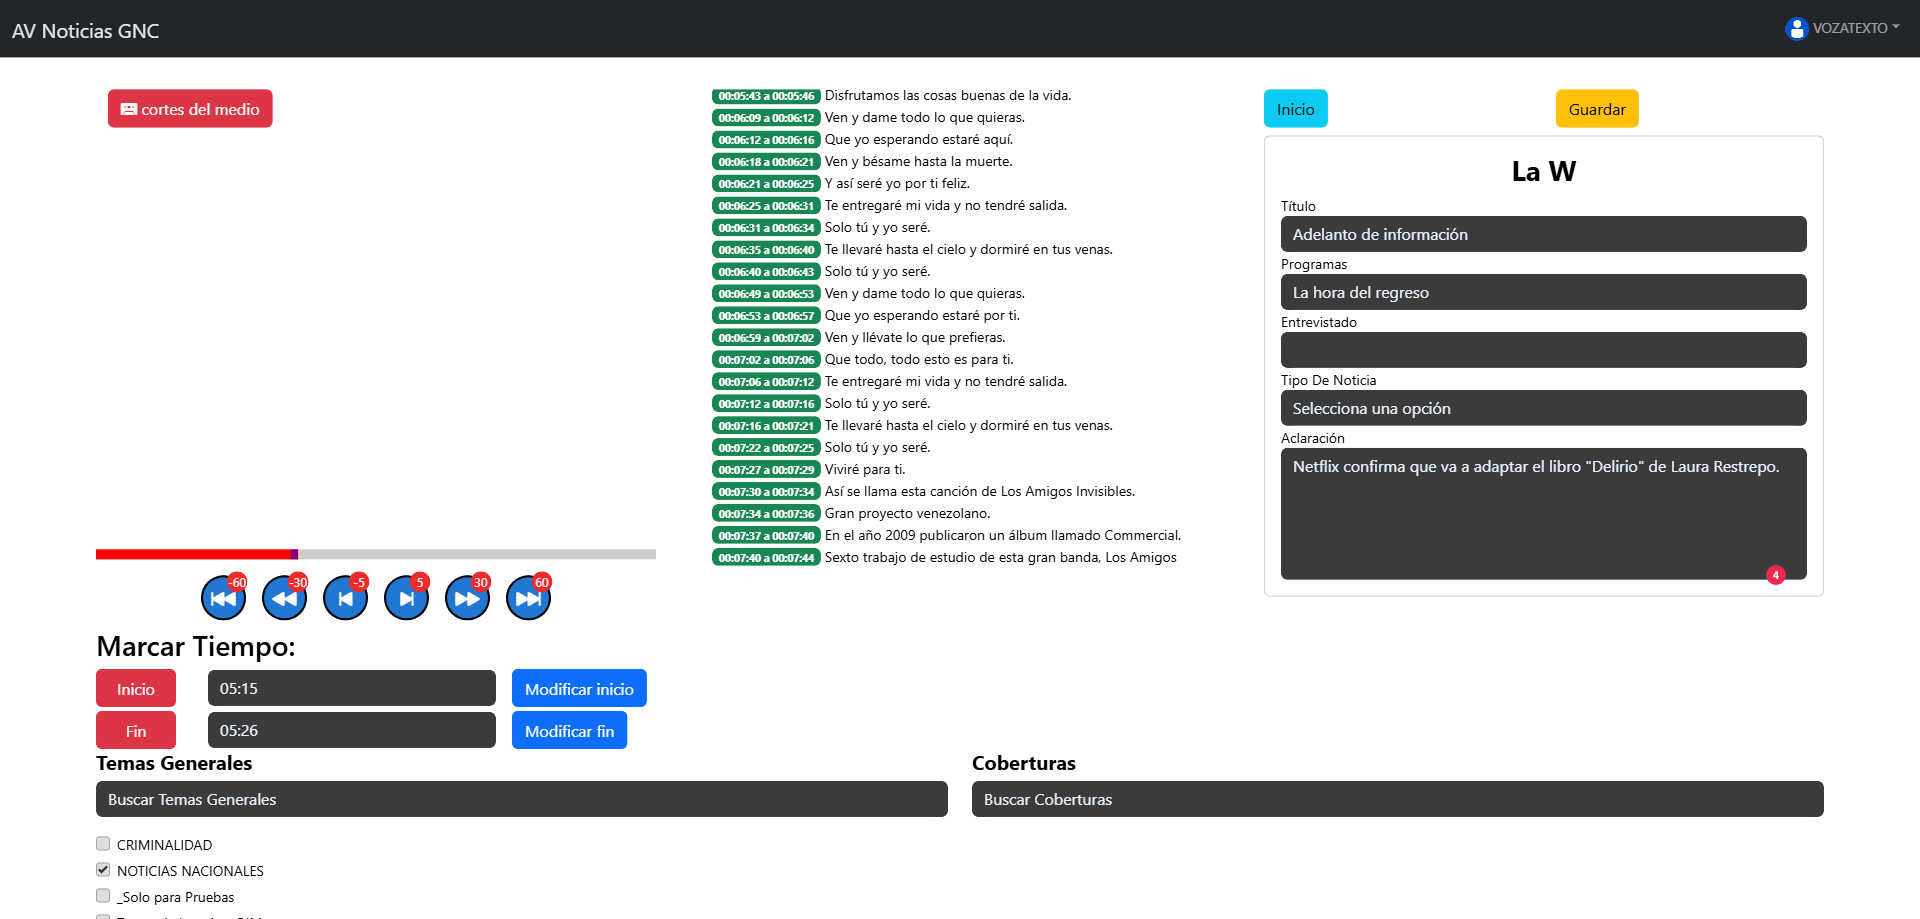 AV Noticias GNC
VOZATEXTO
cortes del medio
-60
-30
-5
5
30
60
Marcar Tiempo:
Inicio
05:15
Modificar inicio
Fin
05:26
Modificar fin
00:05:43 a 00:05:46 Disfrutamos las cosas buenas de la vida.
00:06:09 a 00:06:12 Ven y dame todo lo que quieras.
00:06:12 a 00:06:16 Que yo esperando estaré aquí.
00:06:18 a 00:06:21 Ven y bésame hasta la muerte.
00:06:21 a 00:06:25 Y así seré yo por ti feliz.
00:06:25 a 00:06:31 Te entregaré mi vida y no tendré salida.
00:06:31 a 00:06:34 Solo tú y yo seré.
00:06:35 a 00:06:40 Te llevaré hasta el cielo y dormiré en tus venas.
00:06:40 a 00:06:43 Solo tú y yo seré.
00:06:49 a 00:06:53 Ven y dame todo lo que quieras.
00:06:53 a 00:06:57 Que yo esperando estaré por ti.
00:06:59 a 00:07:02 Ven y llévate lo que prefieras.
00:07:02 a 00:07:06 Que todo, todo esto es para ti.
00:07:06 a 00:07:12 Te entregaré mi vida y no tendré salida.
00:07:12 a 00:07:16 Solo tú y yo seré.
00:07:16 a 00:07:21 Te llevaré hasta el cielo y dormiré en tus venas.
00:07:22 a 00:07:25 Solo tú y yo seré.
00:07:27 a 00:07:29 Viviré para ti.
00:07:30 a 00:07:34 Así se llama esta canción de Los Amigos Invisibles.
00:07:34 a 00:07:36 Gran proyecto venezolano.
00:07:37 a 00:07:40 En el año 2009 publicaron un álbum llamado Commercial.
00:07:40 a 00:07:44 Sexto trabajo de estudio de esta gran banda, Los Amigos
Inicio
Guardar
La W
Título
Adelanto de información
Programas
La hora del regreso
Entrevistado
Tipo De Noticia
Selecciona una opción
Aclaración
Netflix confirma que va a adaptar el libro "Delirio" de Laura Restrepo.
4
Temas Generales
Buscar Temas Generales
CRIMINALIDAD
NOTICIAS NACIONALES
_Solo para Pruebas
Coberturas
Buscar Coberturas